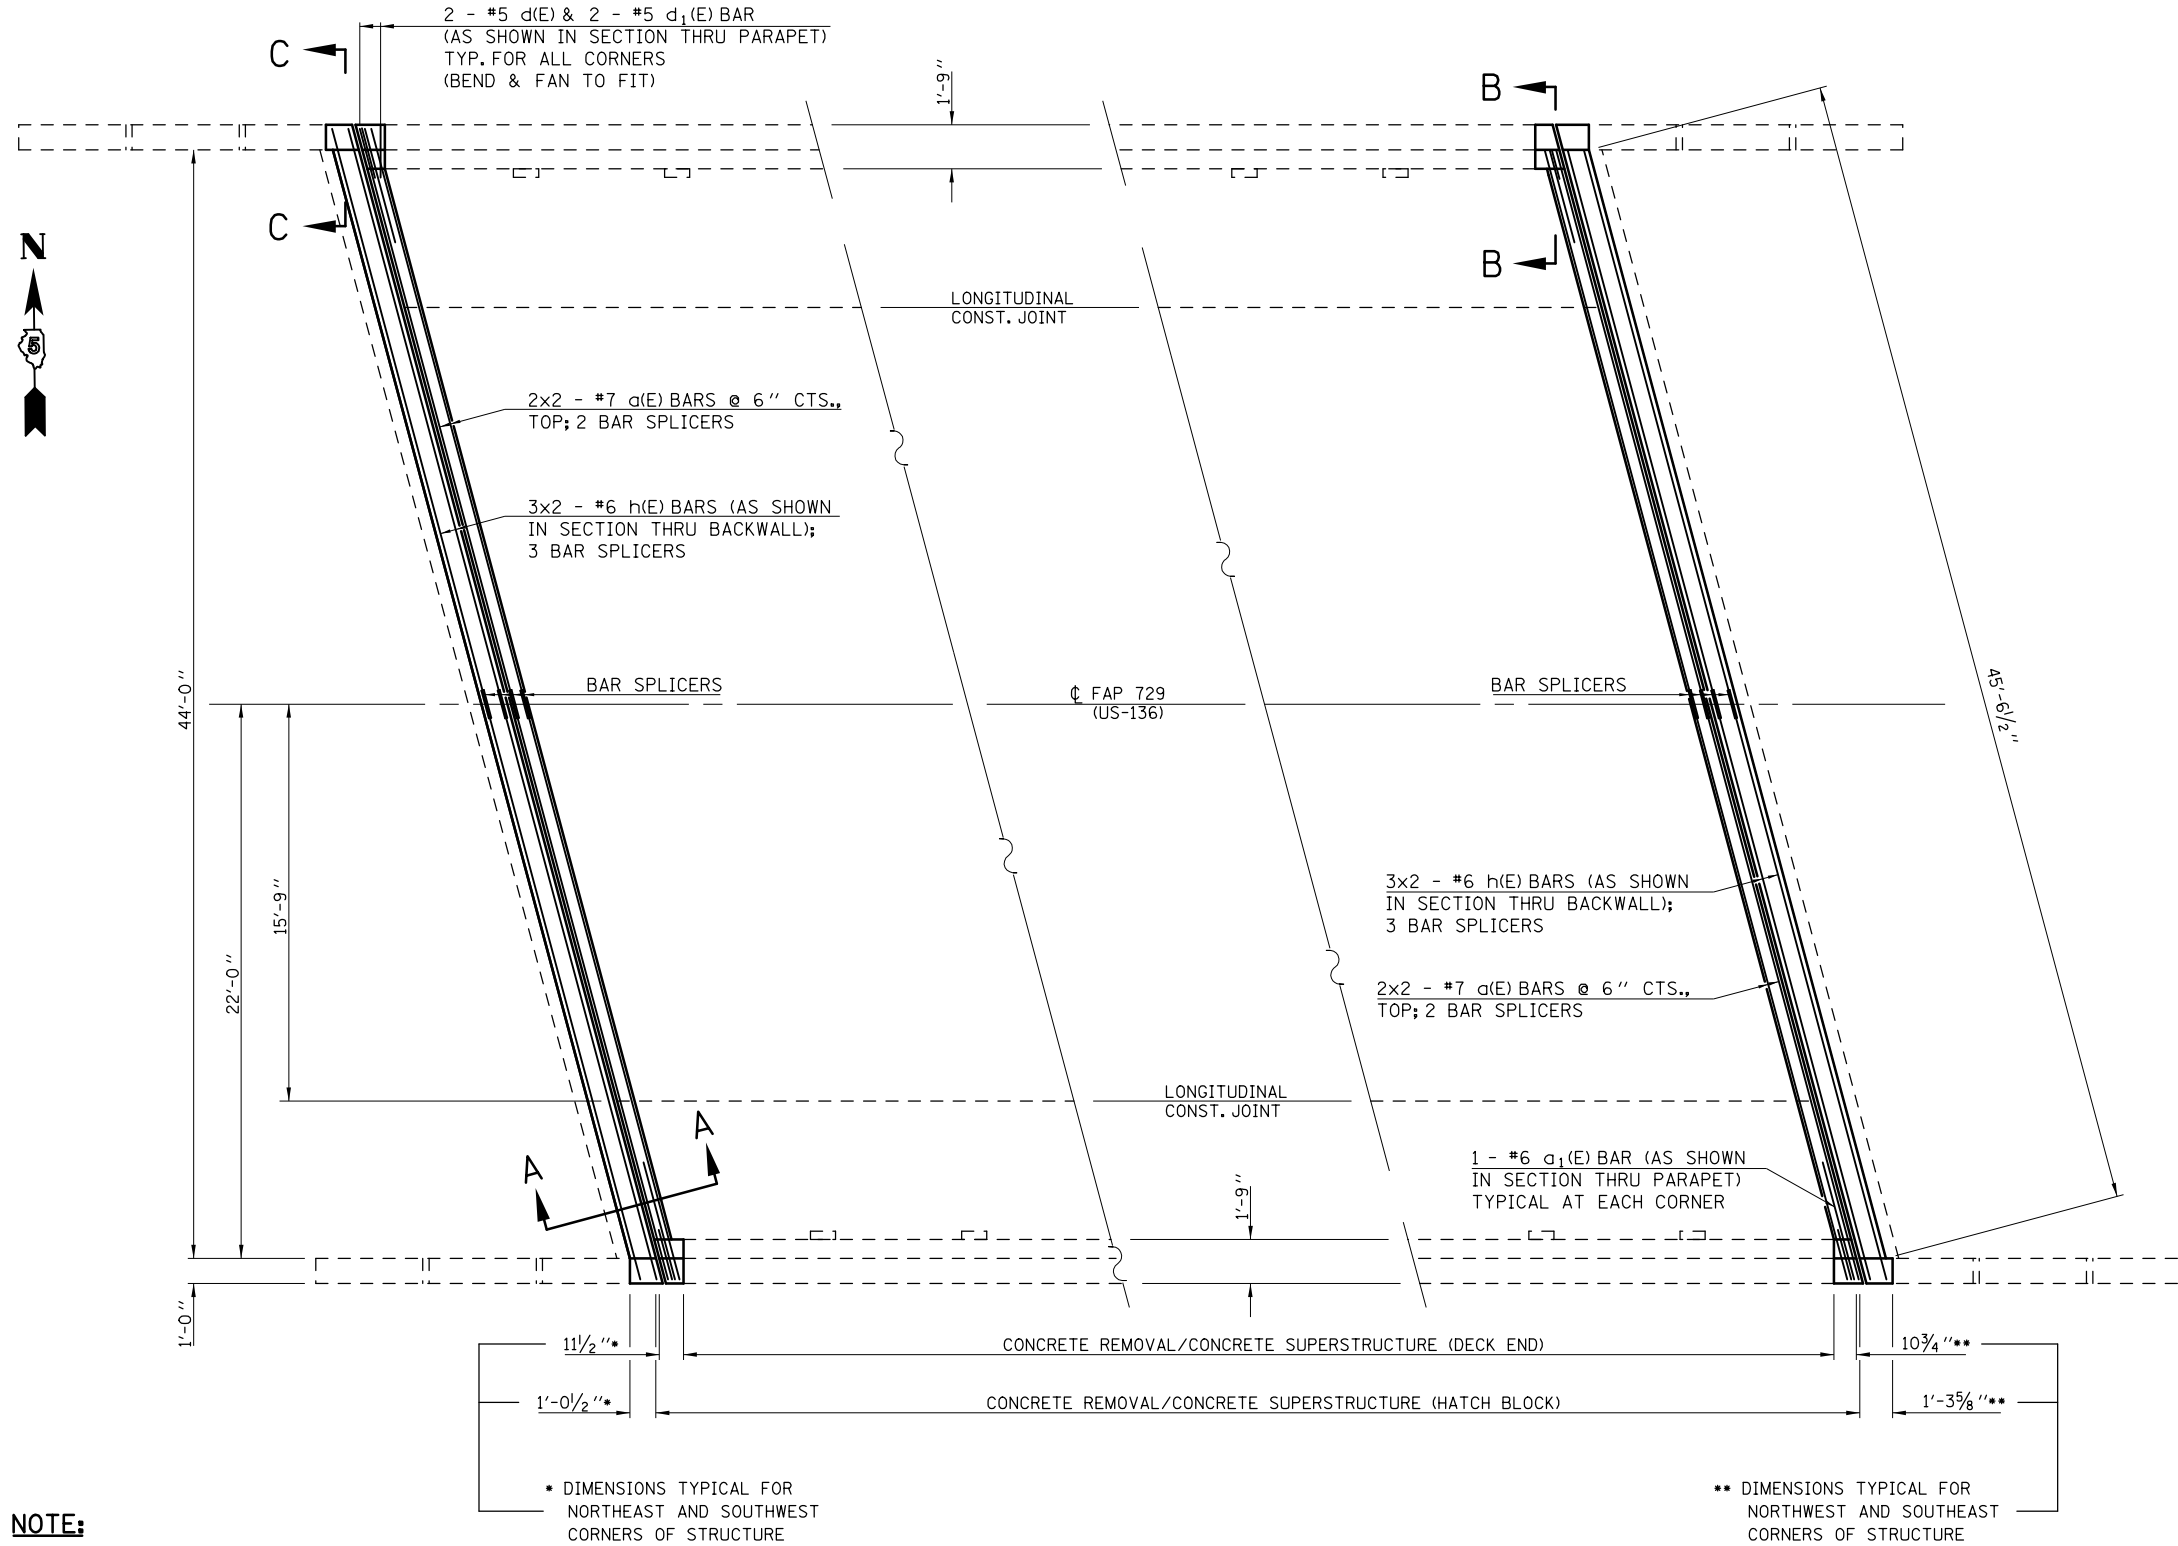 2 - #5 d(E) & 2 - #5 d₁(E) BAR
(AS SHOWN IN SECTION THRU PARAPET)
TYP. FOR ALL CORNERS
(BEND & FAN TO FIT)
C
C
1'-9"
B
B
N
5
LONGITUDINAL
CONST. JOINT
2x2 - #7 a(E) BARS @ 6" CTS.,
TOP; 2 BAR SPLICERS
3x2 - #6 h(E) BARS (AS SHOWN
IN SECTION THRU BACKWALL);
3 BAR SPLICERS
44'-0"
BAR SPLICERS
℄ FAP 729
(US-136)
BAR SPLICERS
45'-6½"
22'-0"
15'-9"
3x2 - #6 h(E) BARS (AS SHOWN
IN SECTION THRU BACKWALL);
3 BAR SPLICERS
2x2 - #7 a(E) BARS @ 6" CTS.,
TOP; 2 BAR SPLICERS
LONGITUDINAL
CONST. JOINT
A
A
1 - #6 a₁(E) BAR (AS SHOWN
IN SECTION THRU PARAPET)
TYPICAL AT EACH CORNER
1'-9"
1'-0"
11½"*
CONCRETE REMOVAL/CONCRETE SUPERSTRUCTURE (DECK END)
10¾"**
1'-0½"*
CONCRETE REMOVAL/CONCRETE SUPERSTRUCTURE (HATCH BLOCK)
1'-3⅝"**
* DIMENSIONS TYPICAL FOR
NORTHEAST AND SOUTHWEST
CORNERS OF STRUCTURE
** DIMENSIONS TYPICAL FOR
NORTHWEST AND SOUTHEAST
CORNERS OF STRUCTURE
NOTE: